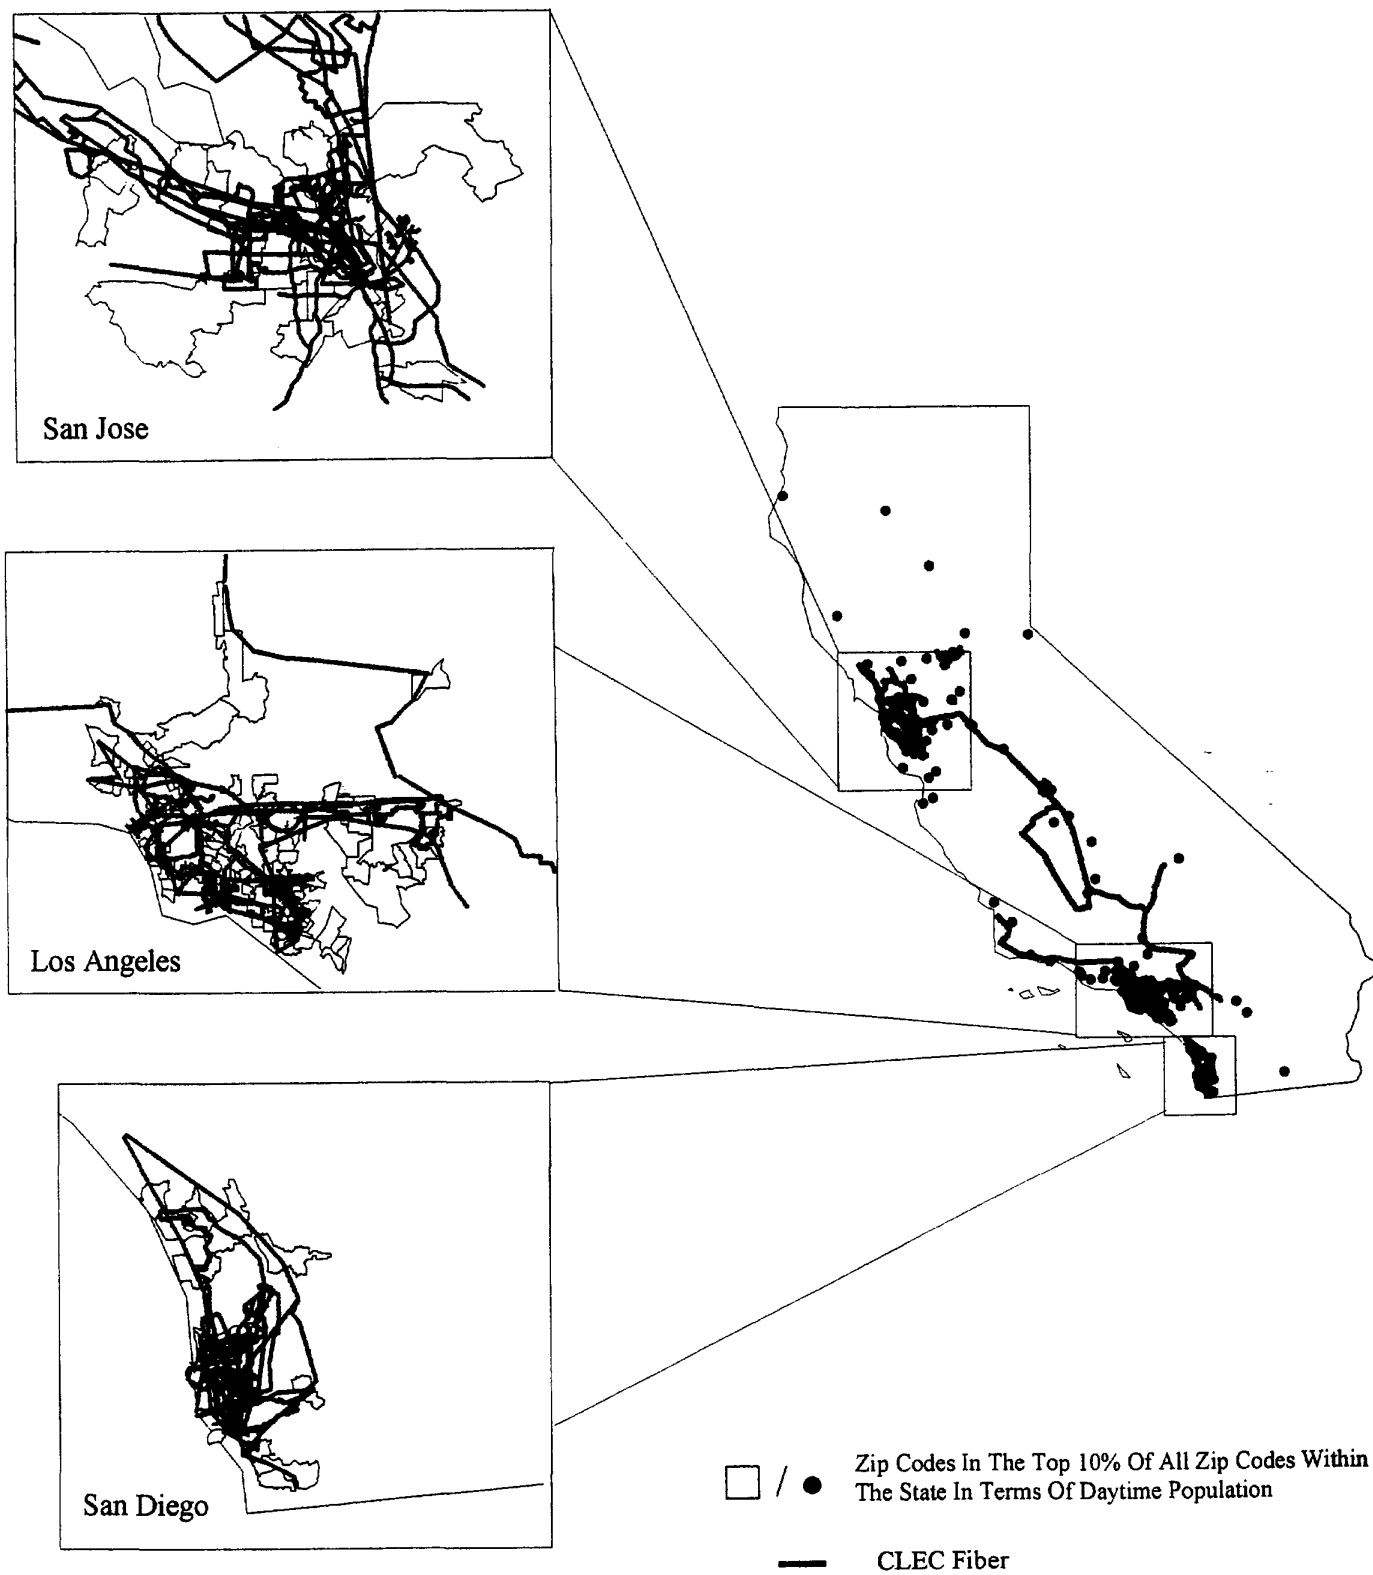 San Jose
Los Angeles
San Diego
/
Zip Codes In The Top 10% Of All Zip Codes Within
The State In Terms Of Daytime Population
CLEC Fiber